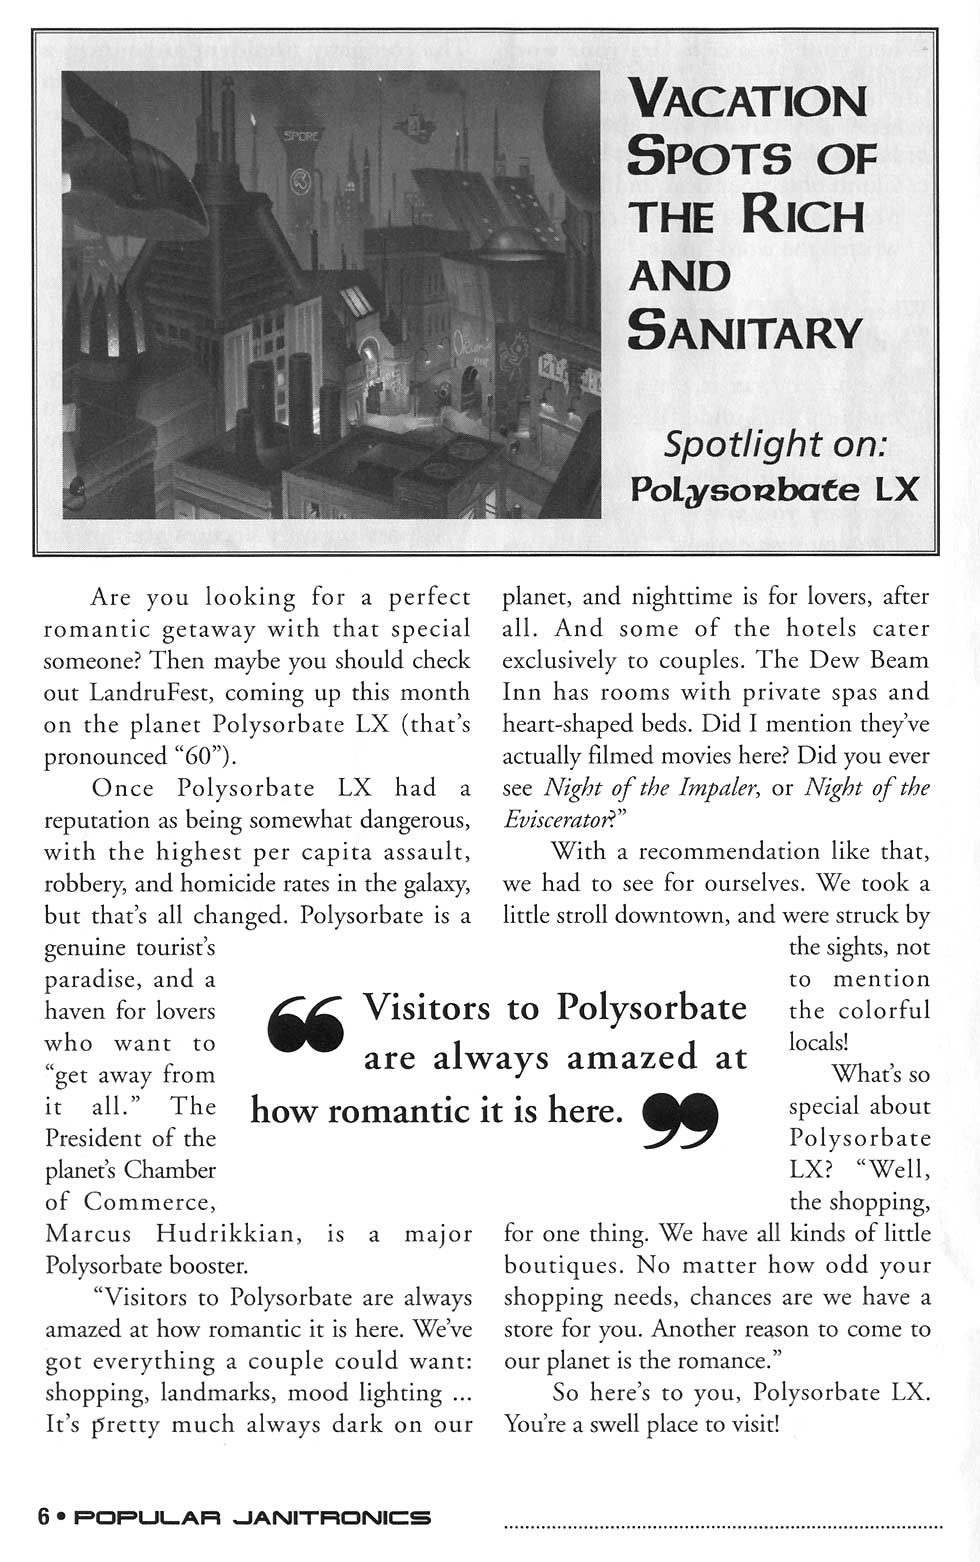 VACATION
SPOTS OF
THE RICH
AND
SANITARY
Spotlight on:
Polysorbate LX
SPORE
Are you looking for a perfect
romantic getaway with that special
someone? Then maybe you should check
out LandruFest, coming up this month
on the planet Polysorbate LX (that's
pronounced “60”).
Once Polysorbate LX had a
reputation as being somewhat dangerous,
with the highest per capita assault,
robbery, and homicide rates in the galaxy,
but that's all changed. Polysorbate is a
genuine tourist's
paradise, and a
haven for lovers
who want to
“get away from
it all.” The
President of the
planet's Chamber
of Commerce,
Marcus Hudrikkian, is a major
Polysorbate booster.
“Visitors to Polysorbate are always
amazed at how romantic it is here. We've
got everything a couple could want:
shopping, landmarks, mood lighting ...
It's pretty much always dark on our
planet, and nighttime is for lovers, after
all. And some of the hotels cater
exclusively to couples. The Dew Beam
Inn has rooms with private spas and
heart-shaped beds. Did I mention they've
actually filmed movies here? Did you ever
see Night of the Impaler, or Night of the
Eviscerator?”
With a recommendation like that,
we had to see for ourselves. We took a
little stroll downtown, and were struck by
the sights, not
to mention
the colorful
locals!
What's so
special about
Polysorbate
LX? “Well,
the shopping,
for one thing. We have all kinds of little
boutiques. No matter how odd your
shopping needs, chances are we have a
store for you. Another reason to come to
our planet is the romance.”
So here's to you, Polysorbate LX.
You're a swell place to visit!
“Visitors to Polysorbate
are always amazed at
how romantic it is here.”
6 • POPULAR JANITRONICS